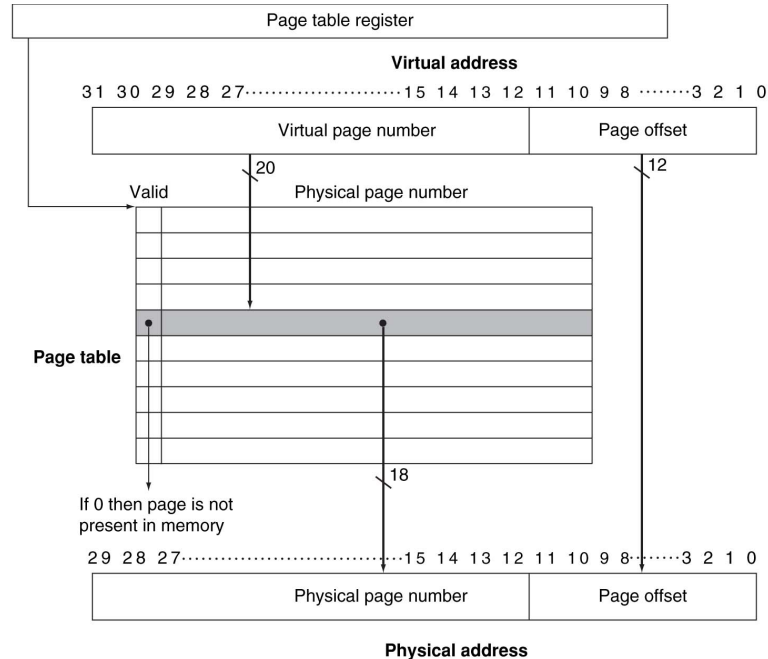 Page table register
Virtual address
31 30 29 28 27·······················15 14 13 12 11 10 9 8 ········3 2 1 0
Virtual page number Page offset
20 12
Valid Physical page number
Page table
18
If 0 then page is not
present in memory
29 28 27·································15 14 13 12 11 10 9 8········3 2 1 0
Physical page number Page offset
Physical address